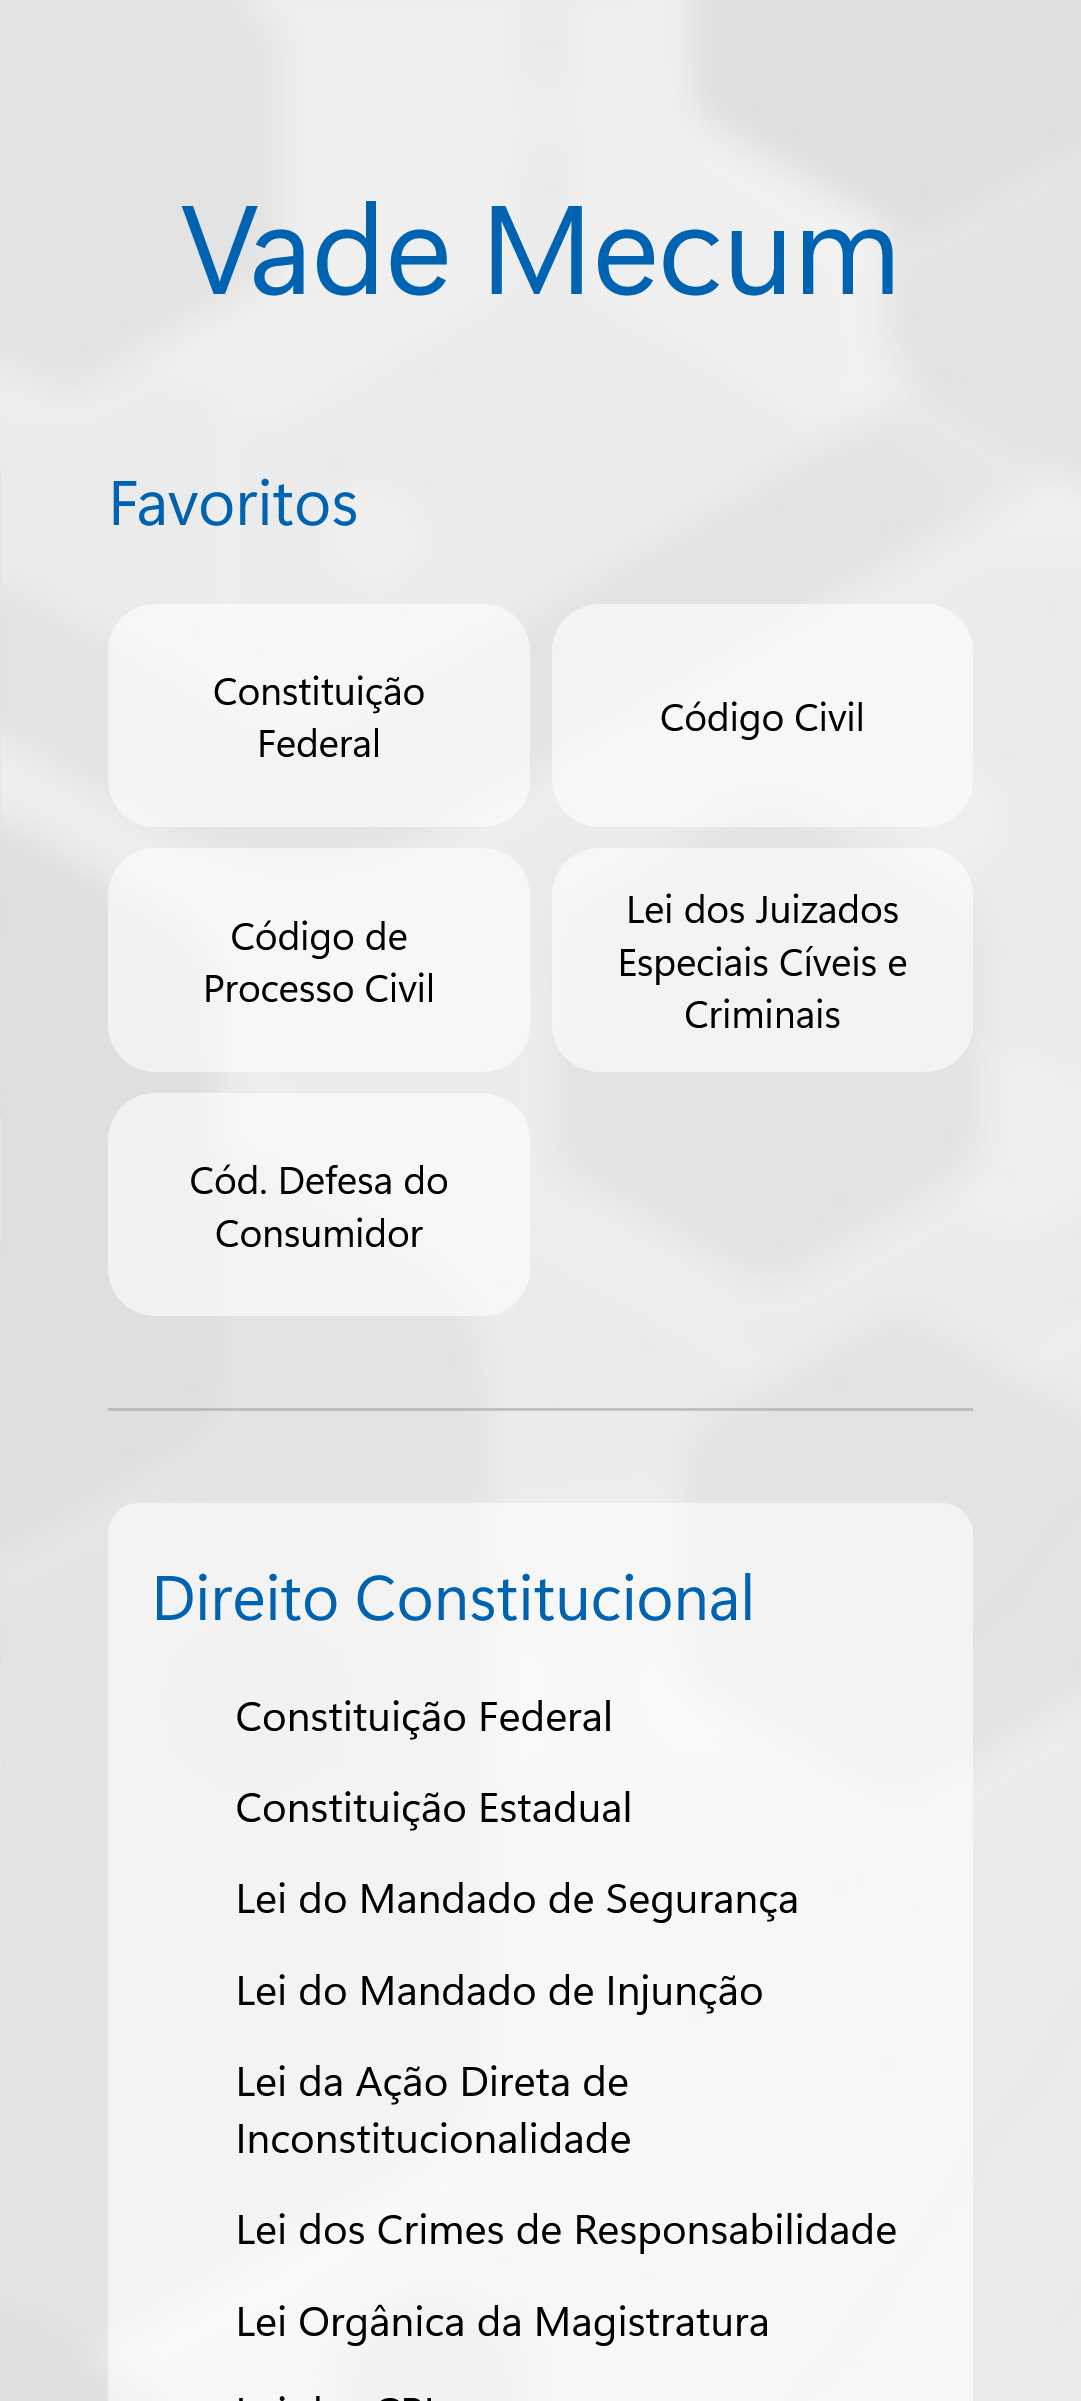 Vade Mecum
Favoritos
Constituição
Federal
Código Civil
Código de
Processo Civil
Lei dos Juizados
Especiais Cíveis e
Criminais
Cód. Defesa do
Consumidor
Direito Constitucional
Constituição Federal
Constituição Estadual
Lei do Mandado de Segurança
Lei do Mandado de Injunção
Lei da Ação Direta de
Inconstitucionalidade
Lei dos Crimes de Responsabilidade
Lei Orgânica da Magistratura